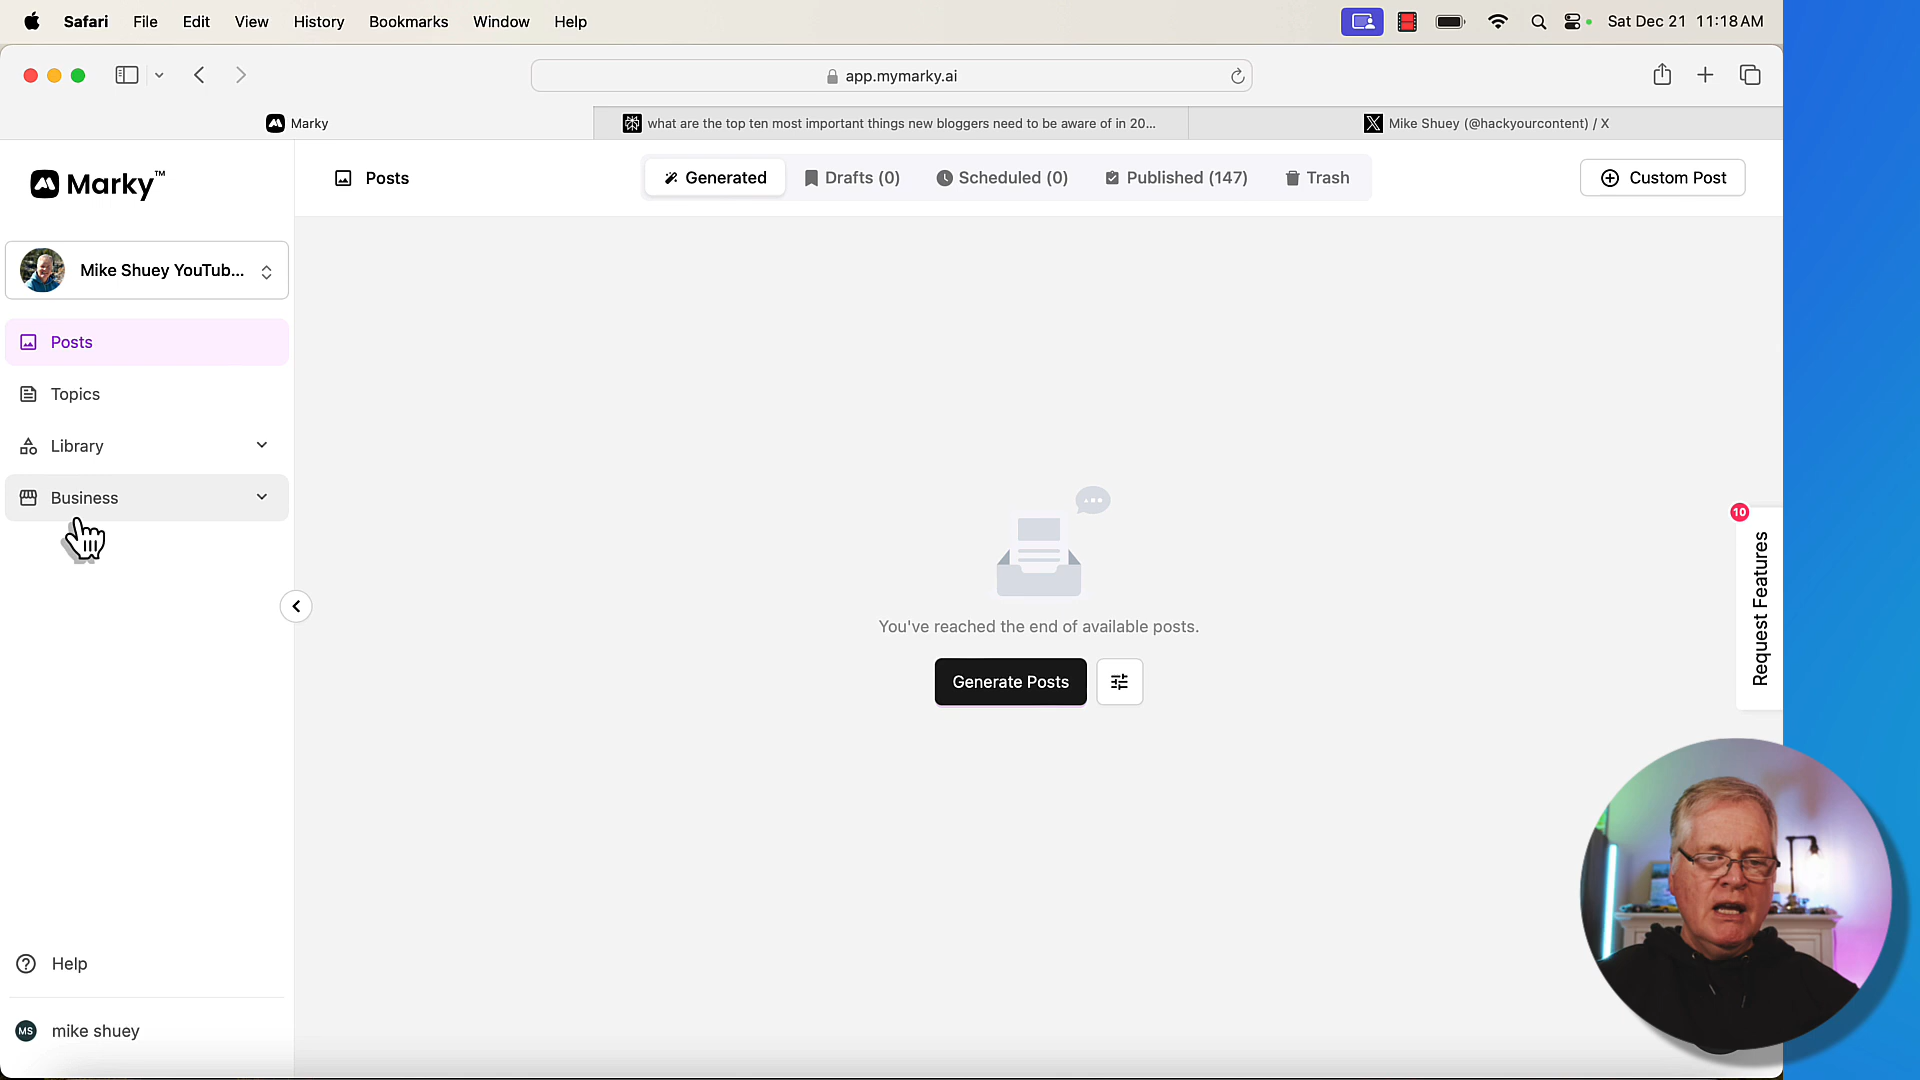 Safari File Edit View History Bookmarks Window Help Sat Dec 21 11:18 AM
app.mymarky.ai
Marky what are the top ten most important things new bloggers need to be aware of in 20... Mike Shuey (@hackyourcontent) / X
Marky™
Posts Generated Drafts (0) Scheduled (0) Published (147) Trash Custom Post
Mike Shuey YouTub...
Posts
Topics
Library
Business
10
Request Features
You've reached the end of available posts.
Generate Posts
Help
MS mike shuey